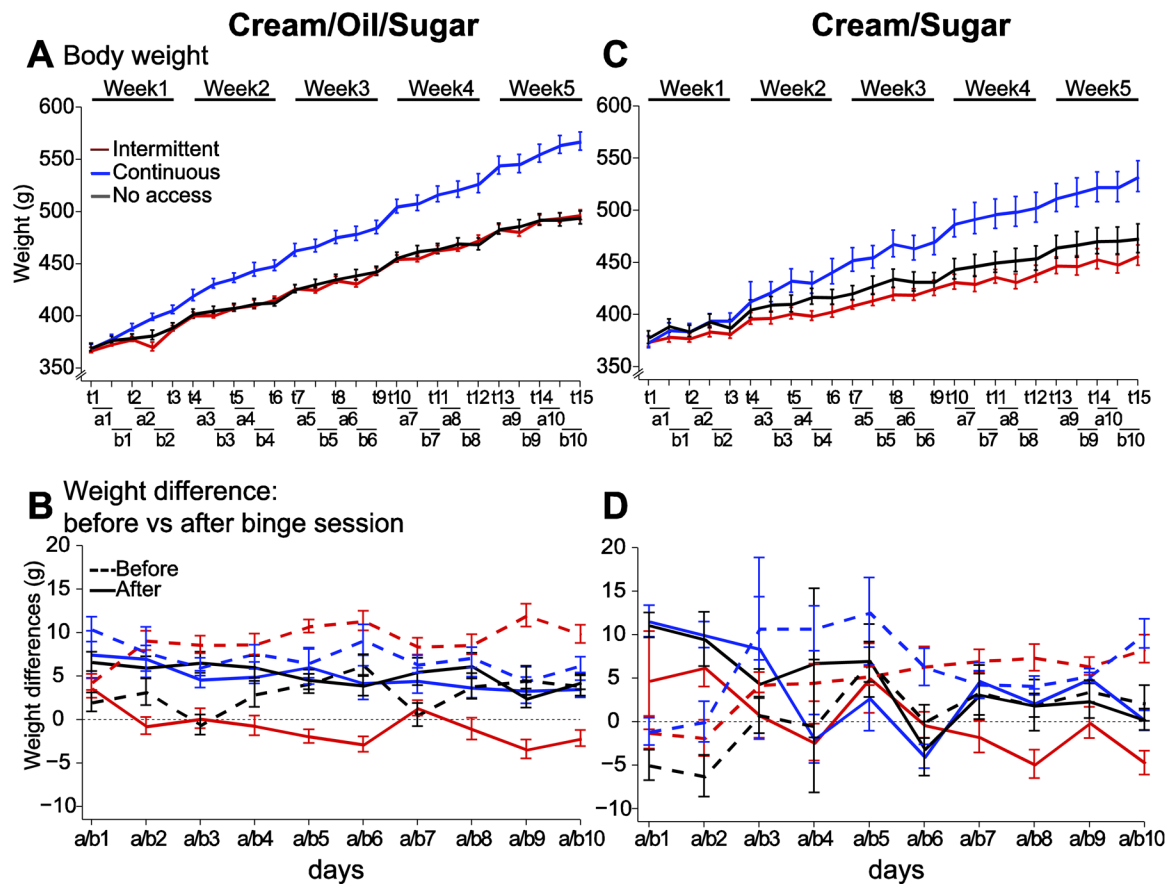 Cream/Oil/Sugar
Cream/Sugar
A Body weight
C
Week1 Week2 Week3 Week4 Week5
Week1 Week2 Week3 Week4 Week5
600
550
500
450
400
350
Weight (g)
Intermittent
Continuous
No access
600
550
500
450
400
350
t1 t2 t3 t4 t5 t6 t7 t8 t9 t10 t11 t12 t13 t14 t15
a1 a2 a3 a4 a5 a6 a7 a8 a9 a10
b1 b2 b3 b4 b5 b6 b7 b8 b9 b10
t1 t2 t3 t4 t5 t6 t7 t8 t9 t10 t11 t12 t13 t14 t15
a1 a2 a3 a4 a5 a6 a7 a8 a9 a10
b1 b2 b3 b4 b5 b6 b7 b8 b9 b10
B Weight difference:
before vs after binge session
D
20
15
10
5
0
−5
−10
Weight differences (g)
Before
After
20
15
10
5
0
−5
−10
a/b1 a/b2 a/b3 a/b4 a/b5 a/b6 a/b7 a/b8 a/b9 a/b10
days
a/b1 a/b2 a/b3 a/b4 a/b5 a/b6 a/b7 a/b8 a/b9 a/b10
days